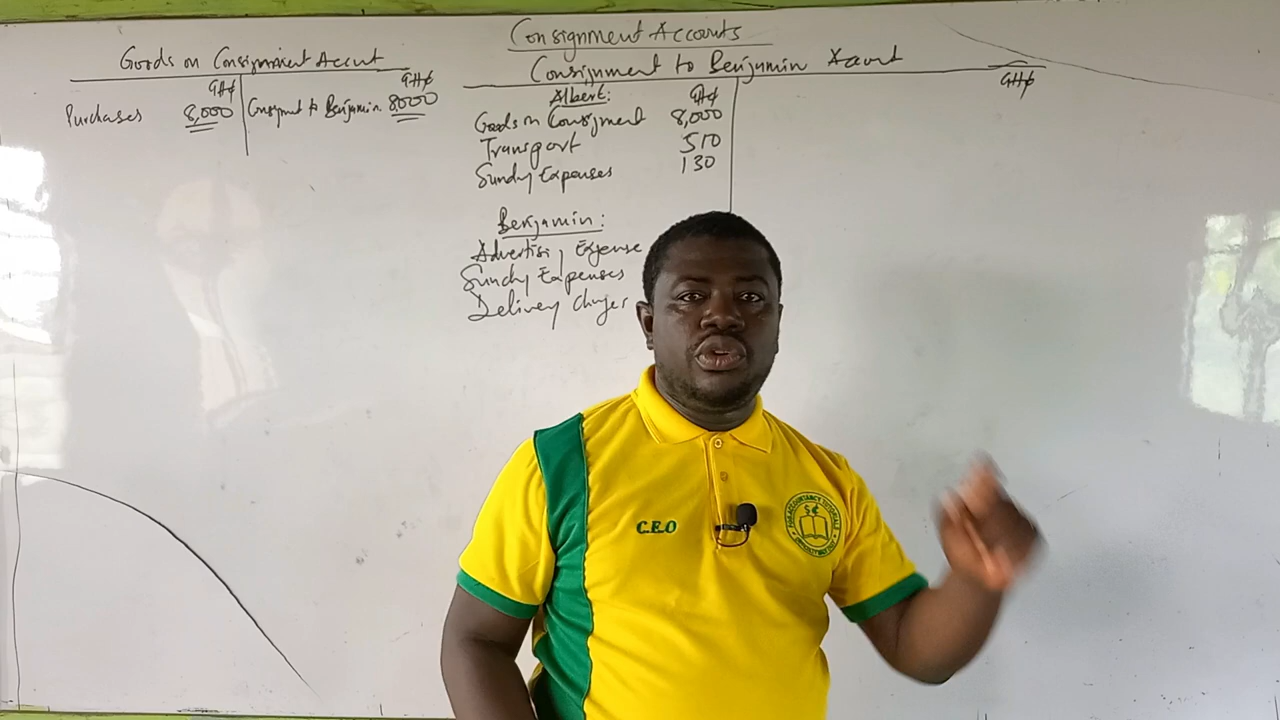 Consignment Accounts
Goods on Consignment Account
GH¢ GH¢
Purchases 8,000 Consignmt to Benjamin 8000
Consignment to Benjamin Account
Albert: GH¢ GH¢
Goods on Consignment 8,000
Transport 510
Sundry Expenses 130
Benjamin:
Advertising Expense
Sundry Expenses
Delivery charges
C.E.O